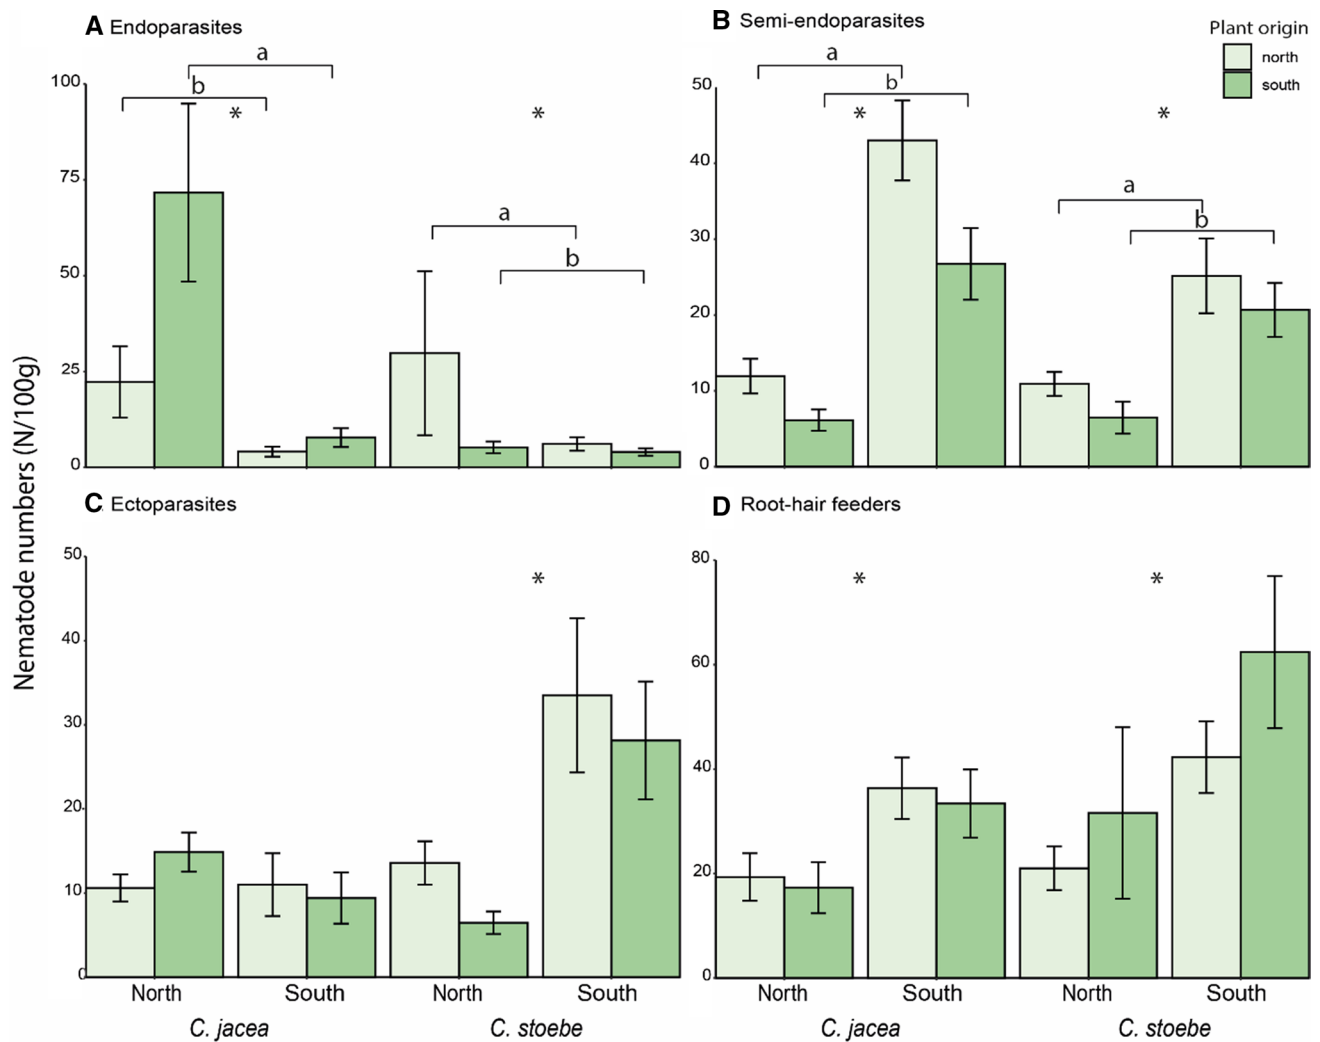 A Endoparasites
B Semi-endoparasites
Plant origin
north
south
Nematode numbers (N/100g)
a
b
*
*
a
b
100
75
50
25
0
a
b
*
*
a
b
50
40
30
20
10
0
C Ectoparasites
*
50
40
30
20
10
0
North South North South
C. jacea C. stoebe
D Root-hair feeders
*
*
80
60
40
20
0
North South North South
C. jacea C. stoebe